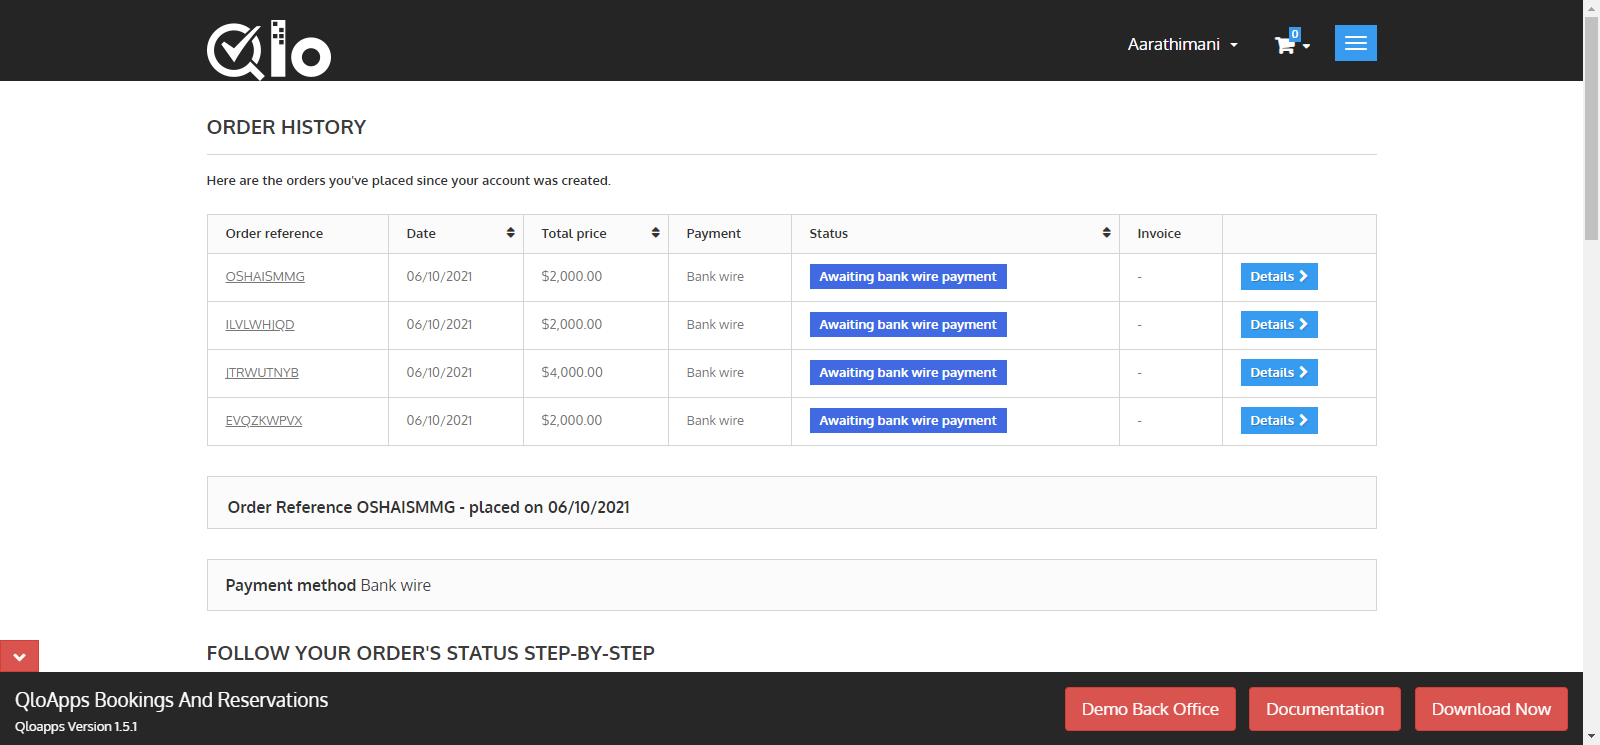 Qlo
Aarathimani
0
ORDER HISTORY
Here are the orders you've placed since your account was created.
Order reference Date Total price Payment Status Invoice
OSHAISMMG 06/10/2021 $2,000.00 Bank wire Awaiting bank wire payment - Details
ILVLWHJQD 06/10/2021 $2,000.00 Bank wire Awaiting bank wire payment - Details
JTRWUTNYB 06/10/2021 $4,000.00 Bank wire Awaiting bank wire payment - Details
EVQZKWPVX 06/10/2021 $2,000.00 Bank wire Awaiting bank wire payment - Details
Order Reference OSHAISMMG - placed on 06/10/2021
Payment method Bank wire
FOLLOW YOUR ORDER'S STATUS STEP-BY-STEP
QloApps Bookings And Reservations
Qloapps Version 1.5.1
Demo Back Office Documentation Download Now